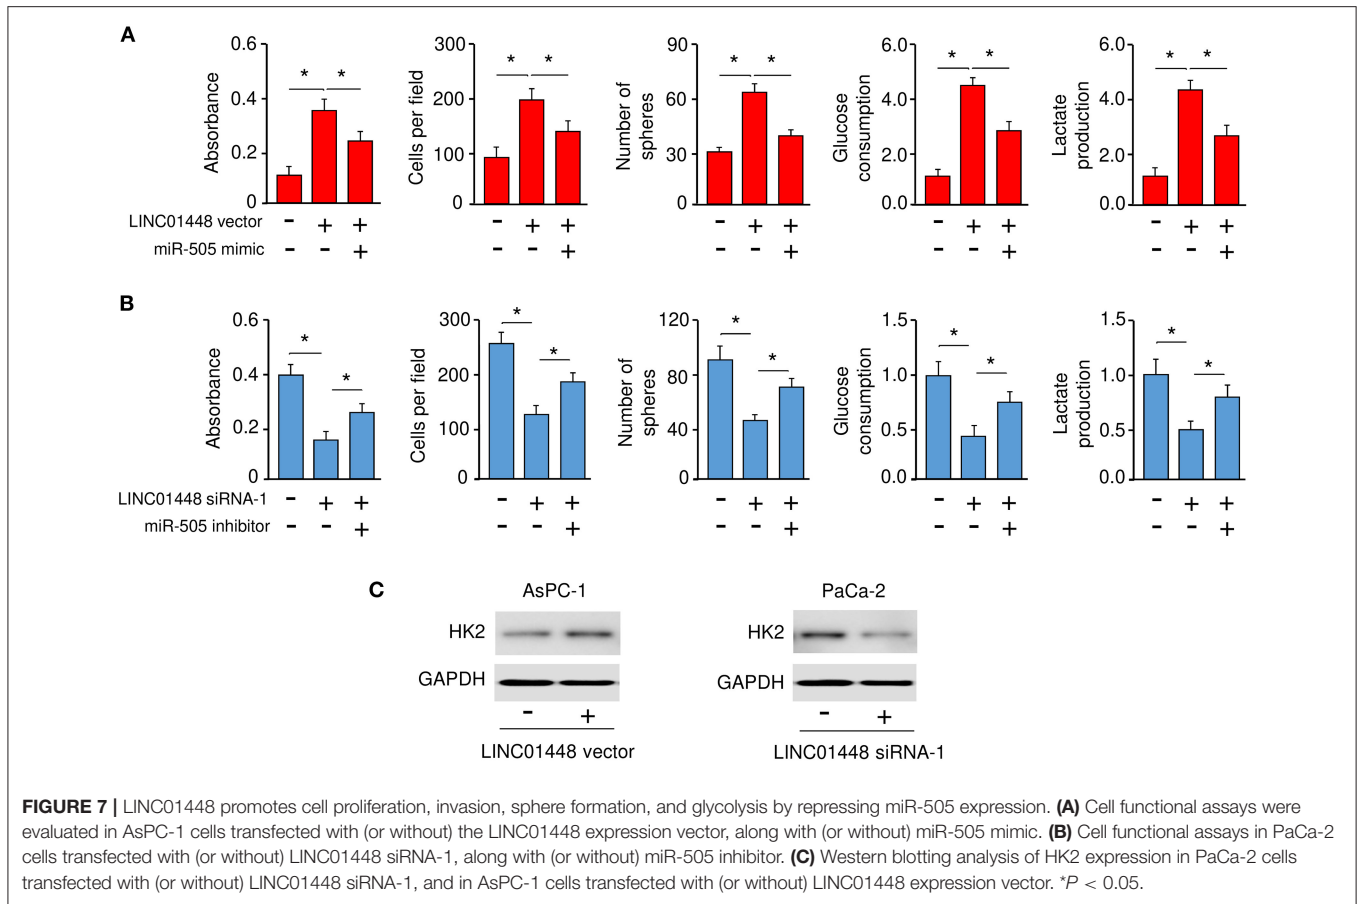 A
0.6
0.4
0.2
0
Absorbance
* *
300
200
100
0
Cells per field
* *
90
60
30
0
Number of
spheres
* *
6.0
4.0
2.0
0.0
Glucose
consumption
* *
6.0
4.0
2.0
0.0
Lactate
production
* *
LINC01448 vector - + + - + + - + + - + + - + +
miR-505 mimic - - + - - + - - + - - + - - +
B
0.6
0.4
0.2
0
Absorbance
* *
300
200
100
0
Cells per field
* *
120
80
40
0
Number of
spheres
* *
1.5
1.0
0.5
0.0
Glucose
consumption
* *
1.5
1.0
0.5
0.0
Lactate
production
* *
LINC01448 siRNA-1 - + + - + + - + + - + + - + +
miR-505 inhibitor - - + - - + - - + - - + - - +
C
AsPC-1
HK2
GAPDH
- +
LINC01448 vector
PaCa-2
HK2
GAPDH
- +
LINC01448 siRNA-1
FIGURE 7 | LINC01448 promotes cell proliferation, invasion, sphere formation, and glycolysis by repressing miR-505 expression. (A) Cell functional assays were
evaluated in AsPC-1 cells transfected with (or without) the LINC01448 expression vector, along with (or without) miR-505 mimic. (B) Cell functional assays in PaCa-2
cells transfected with (or without) LINC01448 siRNA-1, along with (or without) miR-505 inhibitor. (C) Western blotting analysis of HK2 expression in PaCa-2 cells
transfected with (or without) LINC01448 siRNA-1, and in AsPC-1 cells transfected with (or without) LINC01448 expression vector. *P < 0.05.